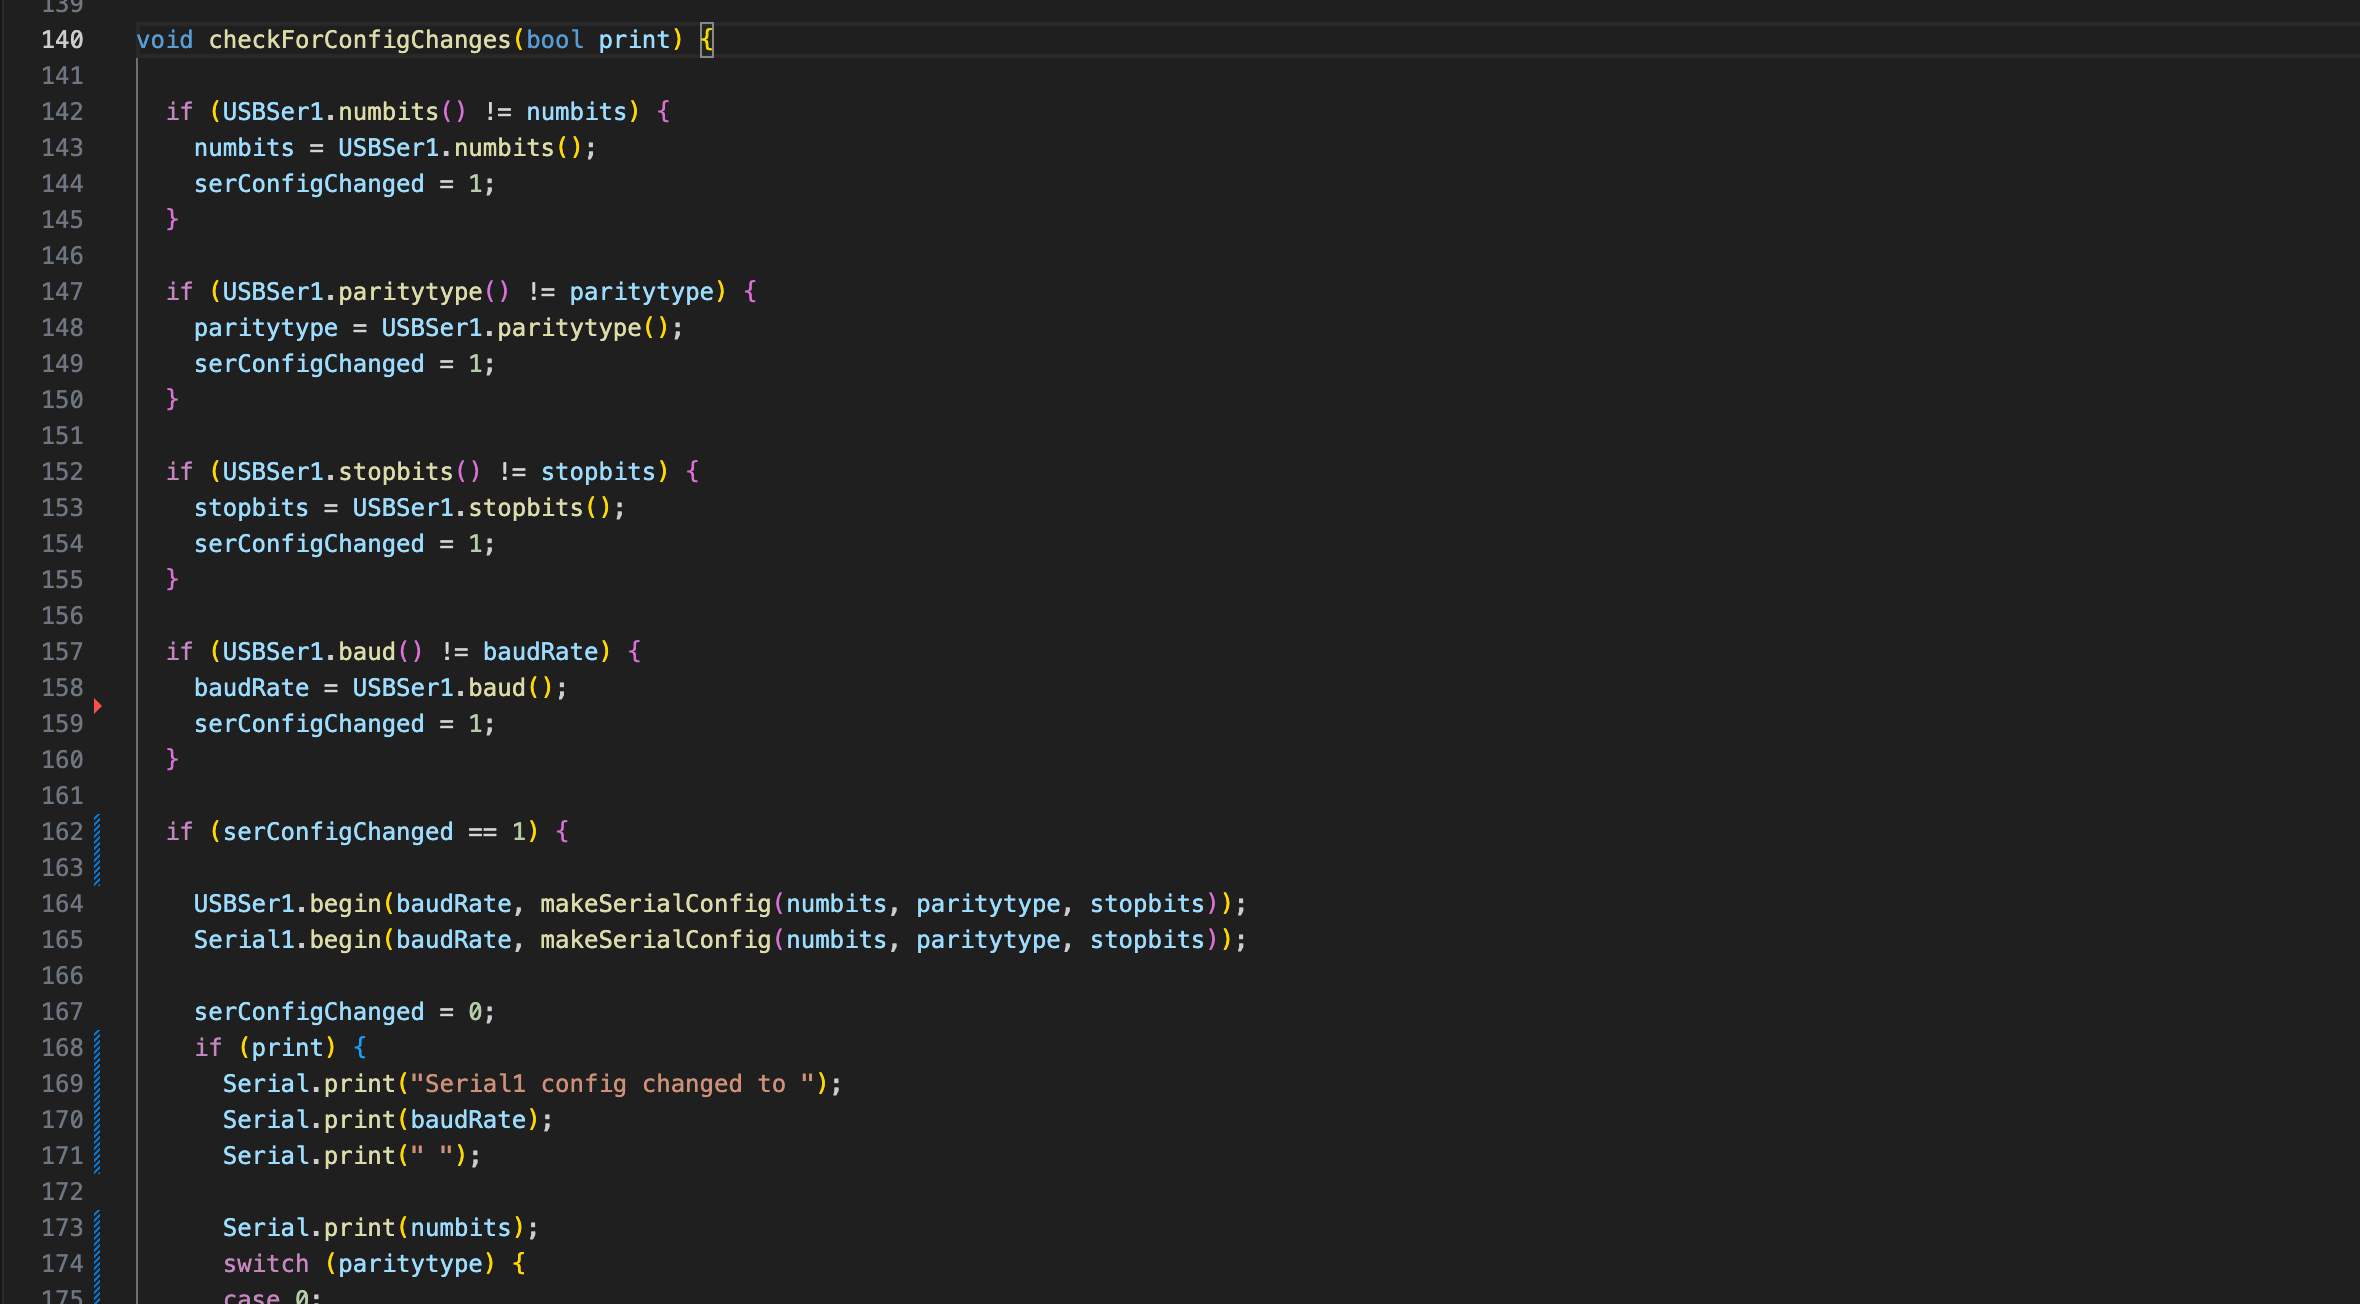 139
140 void checkForConfigChanges(bool print) {
141
142   if (USBSer1.numbits() != numbits) {
143     numbits = USBSer1.numbits();
144     serConfigChanged = 1;
145   }
146
147   if (USBSer1.paritytype() != paritytype) {
148     paritytype = USBSer1.paritytype();
149     serConfigChanged = 1;
150   }
151
152   if (USBSer1.stopbits() != stopbits) {
153     stopbits = USBSer1.stopbits();
154     serConfigChanged = 1;
155   }
156
157   if (USBSer1.baud() != baudRate) {
158     baudRate = USBSer1.baud();
159     serConfigChanged = 1;
160   }
161
162   if (serConfigChanged == 1) {
163
164     USBSer1.begin(baudRate, makeSerialConfig(numbits, paritytype, stopbits));
165     Serial1.begin(baudRate, makeSerialConfig(numbits, paritytype, stopbits));
166
167     serConfigChanged = 0;
168     if (print) {
169       Serial.print("Serial1 config changed to ");
170       Serial.print(baudRate);
171       Serial.print(" ");
172
173       Serial.print(numbits);
174       switch (paritytype) {
175       case 0: